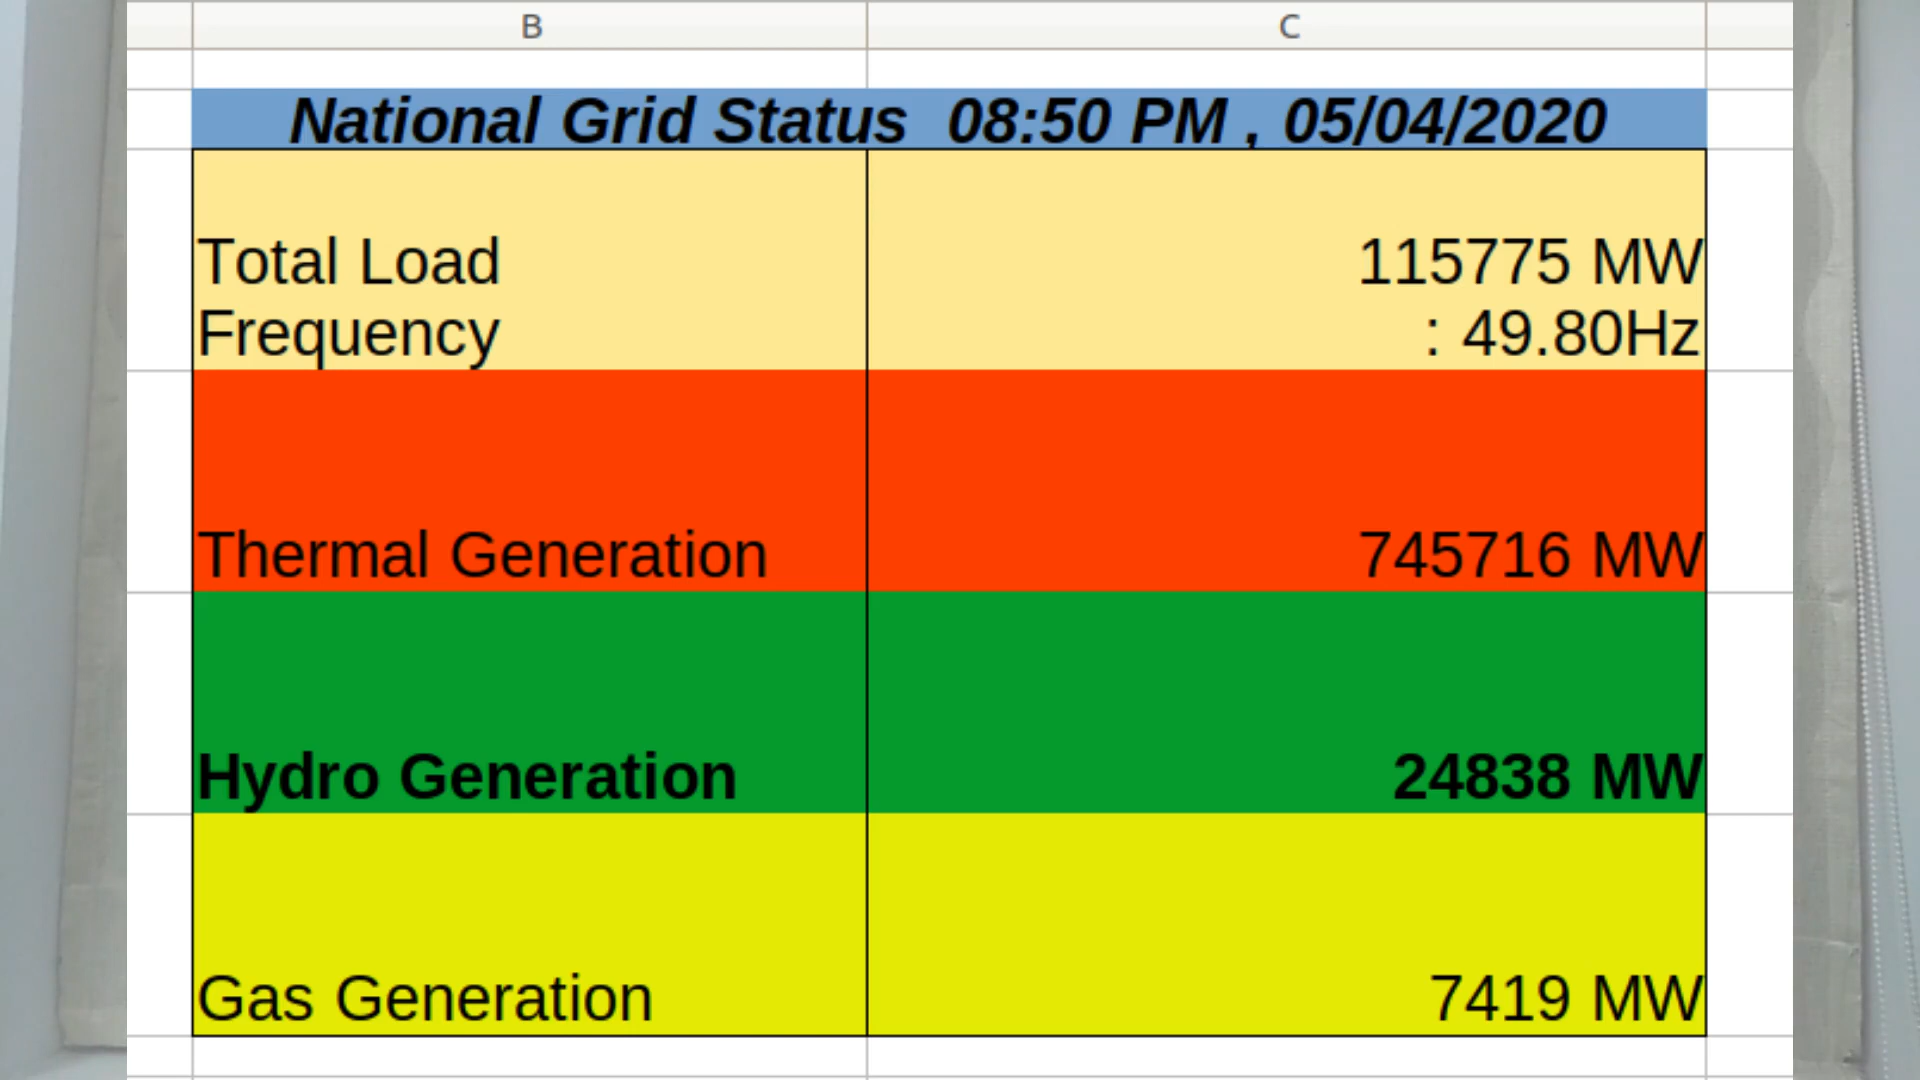 B C
National Grid Status  08:50 PM , 05/04/2020
Total Load 115775 MW
Frequency : 49.80Hz
Thermal Generation 745716 MW
Hydro Generation 24838 MW
Gas Generation 7419 MW